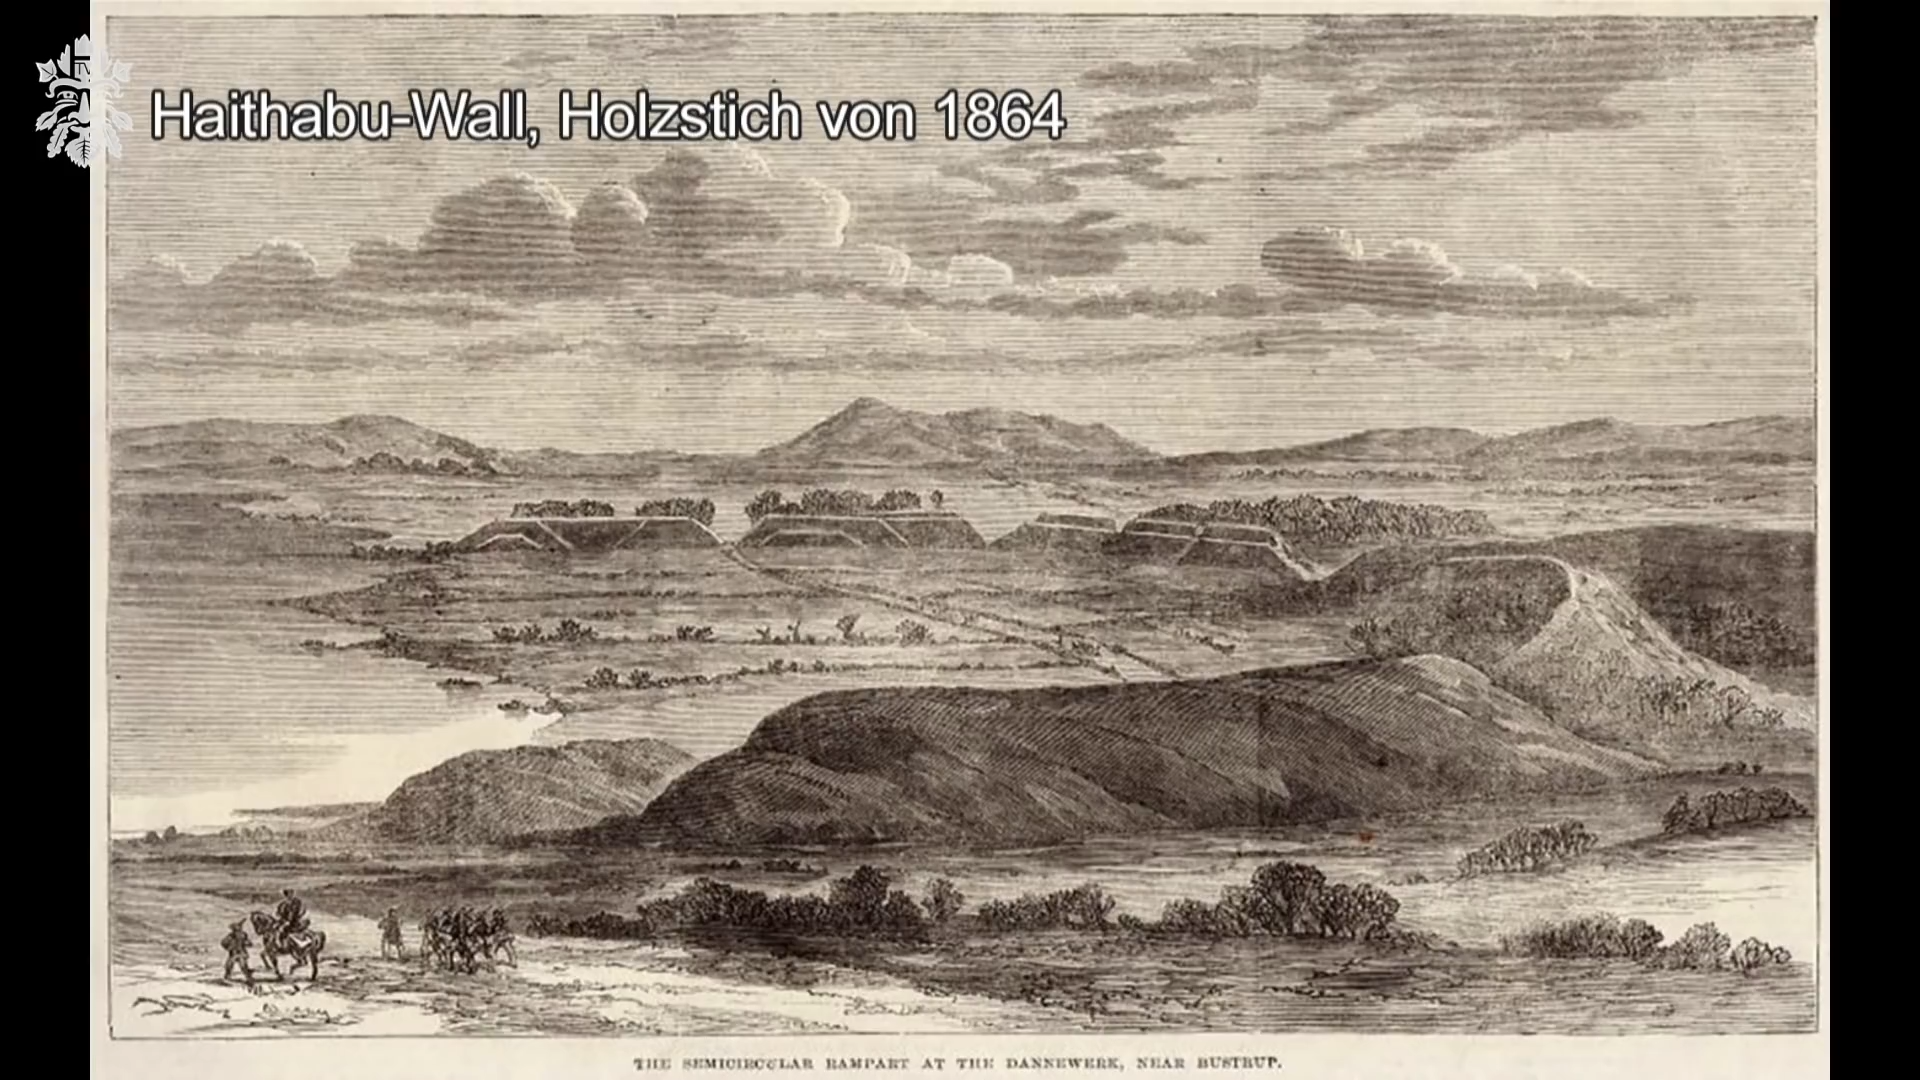 Haithabu-Wall, Holzstich von 1864
THE SEMICIRCULAR RAMPART AT THE DANNEWERK, NEAR BUSTRUP.